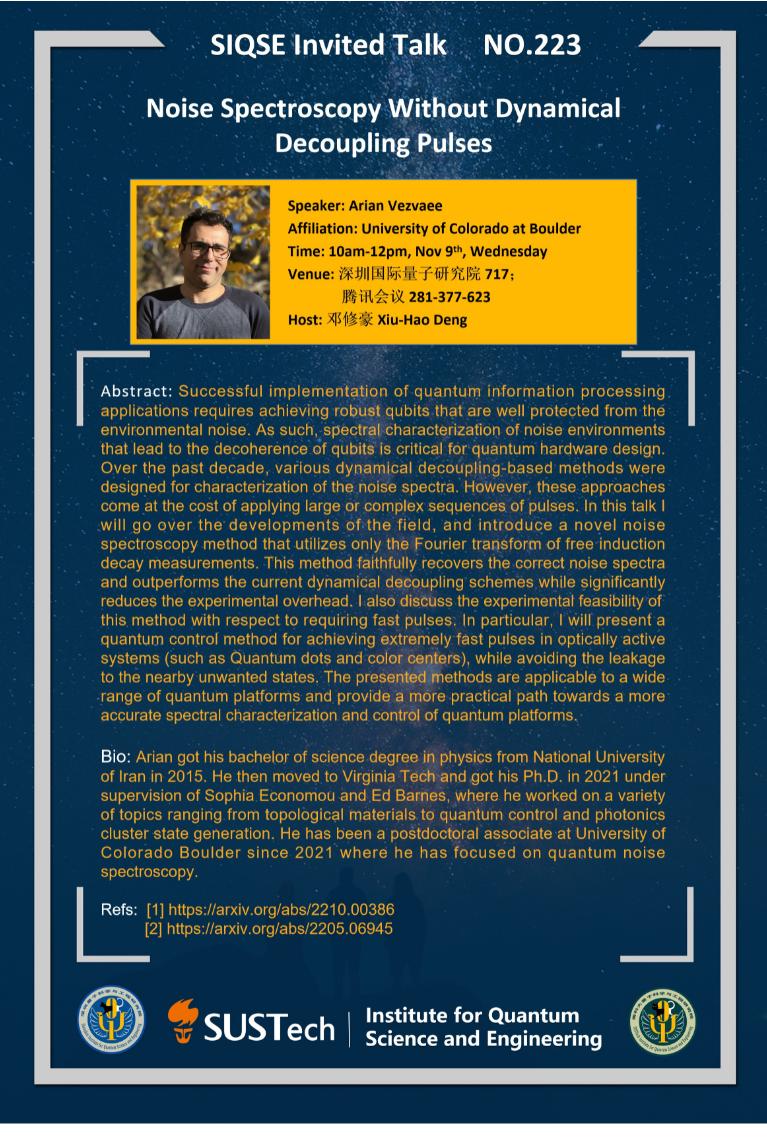 SIQSE Invited Talk NO.223
Noise Spectroscopy Without Dynamical
Decoupling Pulses
Speaker: Arian Vezvaee
Affiliation: University of Colorado at Boulder
Time: 10am-12pm, Nov 9th, Wednesday
Venue: 深圳国际量子研究院 717;
腾讯会议 281-377-623
Host: 邓修豪 Xiu-Hao Deng
Abstract: Successful implementation of quantum information processing
applications requires achieving robust qubits that are well protected from the
environmental noise. As such, spectral characterization of noise environments
that lead to the decoherence of qubits is critical for quantum hardware design.
Over the past decade, various dynamical decoupling-based methods were
designed for characterization of the noise spectra. However, these approaches
come at the cost of applying large or complex sequences of pulses. In this talk I
will go over the developments of the field, and introduce a novel noise
spectroscopy method that utilizes only the Fourier transform of free induction
decay measurements. This method faithfully recovers the correct noise spectra
and outperforms the current dynamical decoupling schemes while significantly
reduces the experimental overhead. I also discuss the experimental feasibility of
this method with respect to requiring fast pulses. In particular, I will present a
quantum control method for achieving extremely fast pulses in optically active
systems (such as Quantum dots and color centers), while avoiding the leakage
to the nearby unwanted states. The presented methods are applicable to a wide
range of quantum platforms and provide a more practical path towards a more
accurate spectral characterization and control of quantum platforms.
Bio: Arian got his bachelor of science degree in physics from National University
of Iran in 2015. He then moved to Virginia Tech and got his Ph.D. in 2021 under
supervision of Sophia Economou and Ed Barnes, where he worked on a variety
of topics ranging from topological materials to quantum control and photonics
cluster state generation. He has been a postdoctoral associate at University of
Colorado Boulder since 2021 where he has focused on quantum noise
spectroscopy.
Refs: [1] https://arxiv.org/abs/2210.00386
[2] https://arxiv.org/abs/2205.06945
SUSTech
Institute for Quantum
Science and Engineering